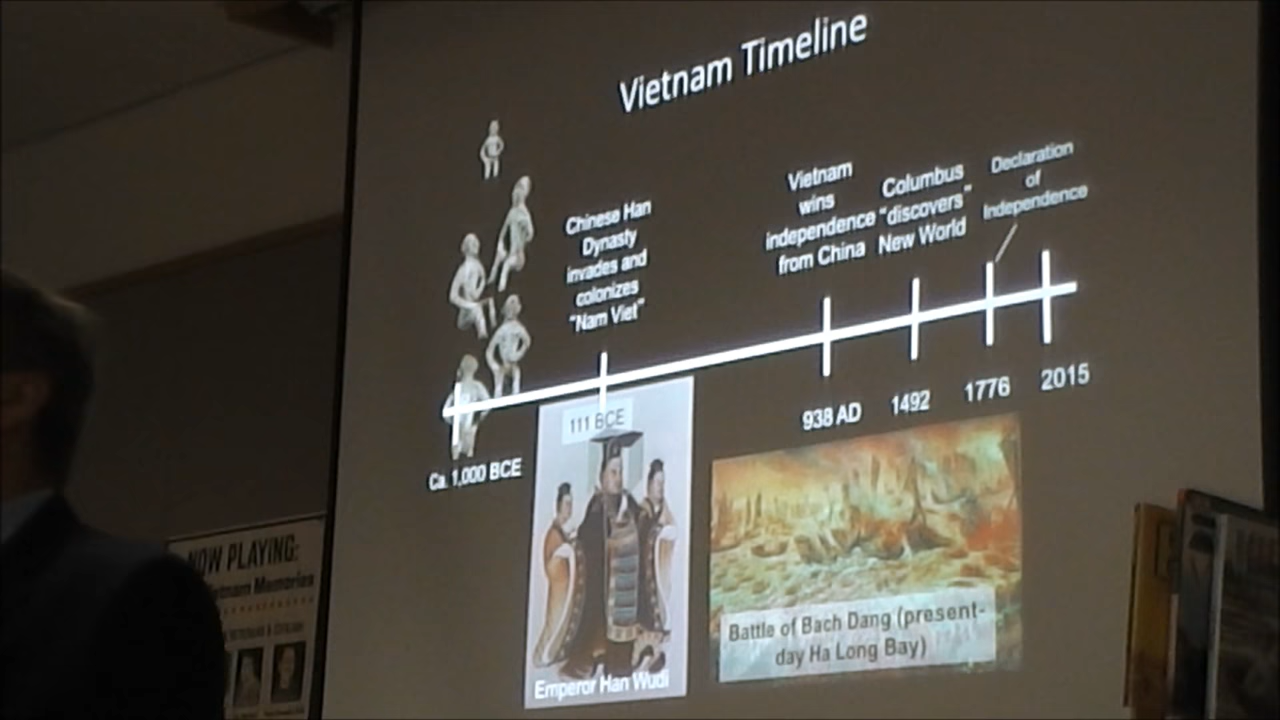 Vietnam Timeline
Chinese Han
Dynasty
invades and
colonizes
"Nam Viet"
Vietnam
wins
independence
from China
Columbus
"discovers"
New World
Declaration
of
Independence
Ca. 1,000 BCE
111 BCE
938 AD
1492
1776
2015
Emperor Han Wudi
Battle of Bach Dang (present-
day Ha Long Bay)
NOW PLAYING:
Vietnam Memories